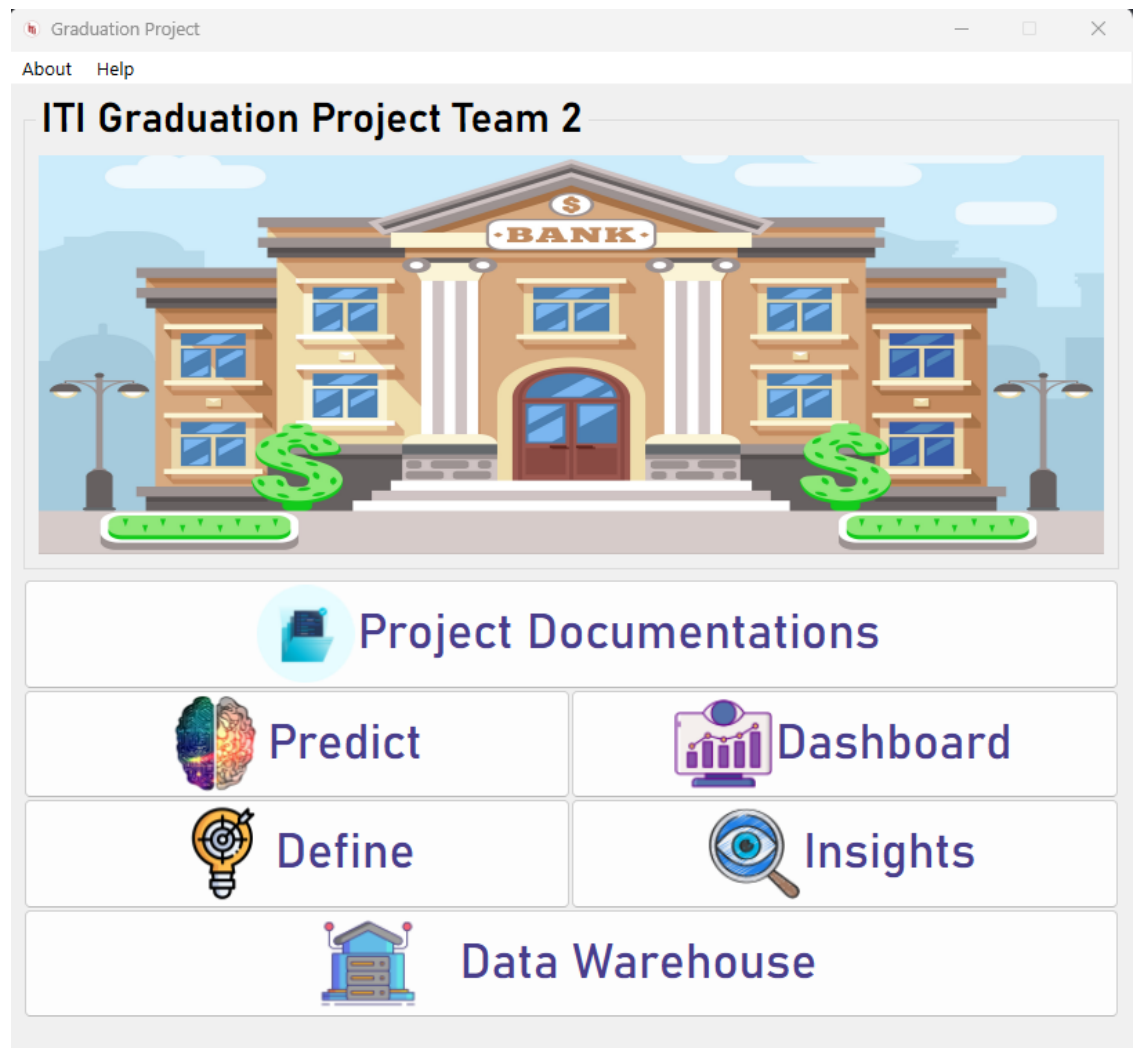 Graduation Project
About Help
ITI Graduation Project Team 2
$
·BANK·
Project Documentations
Predict
Dashboard
Define
Insights
Data Warehouse